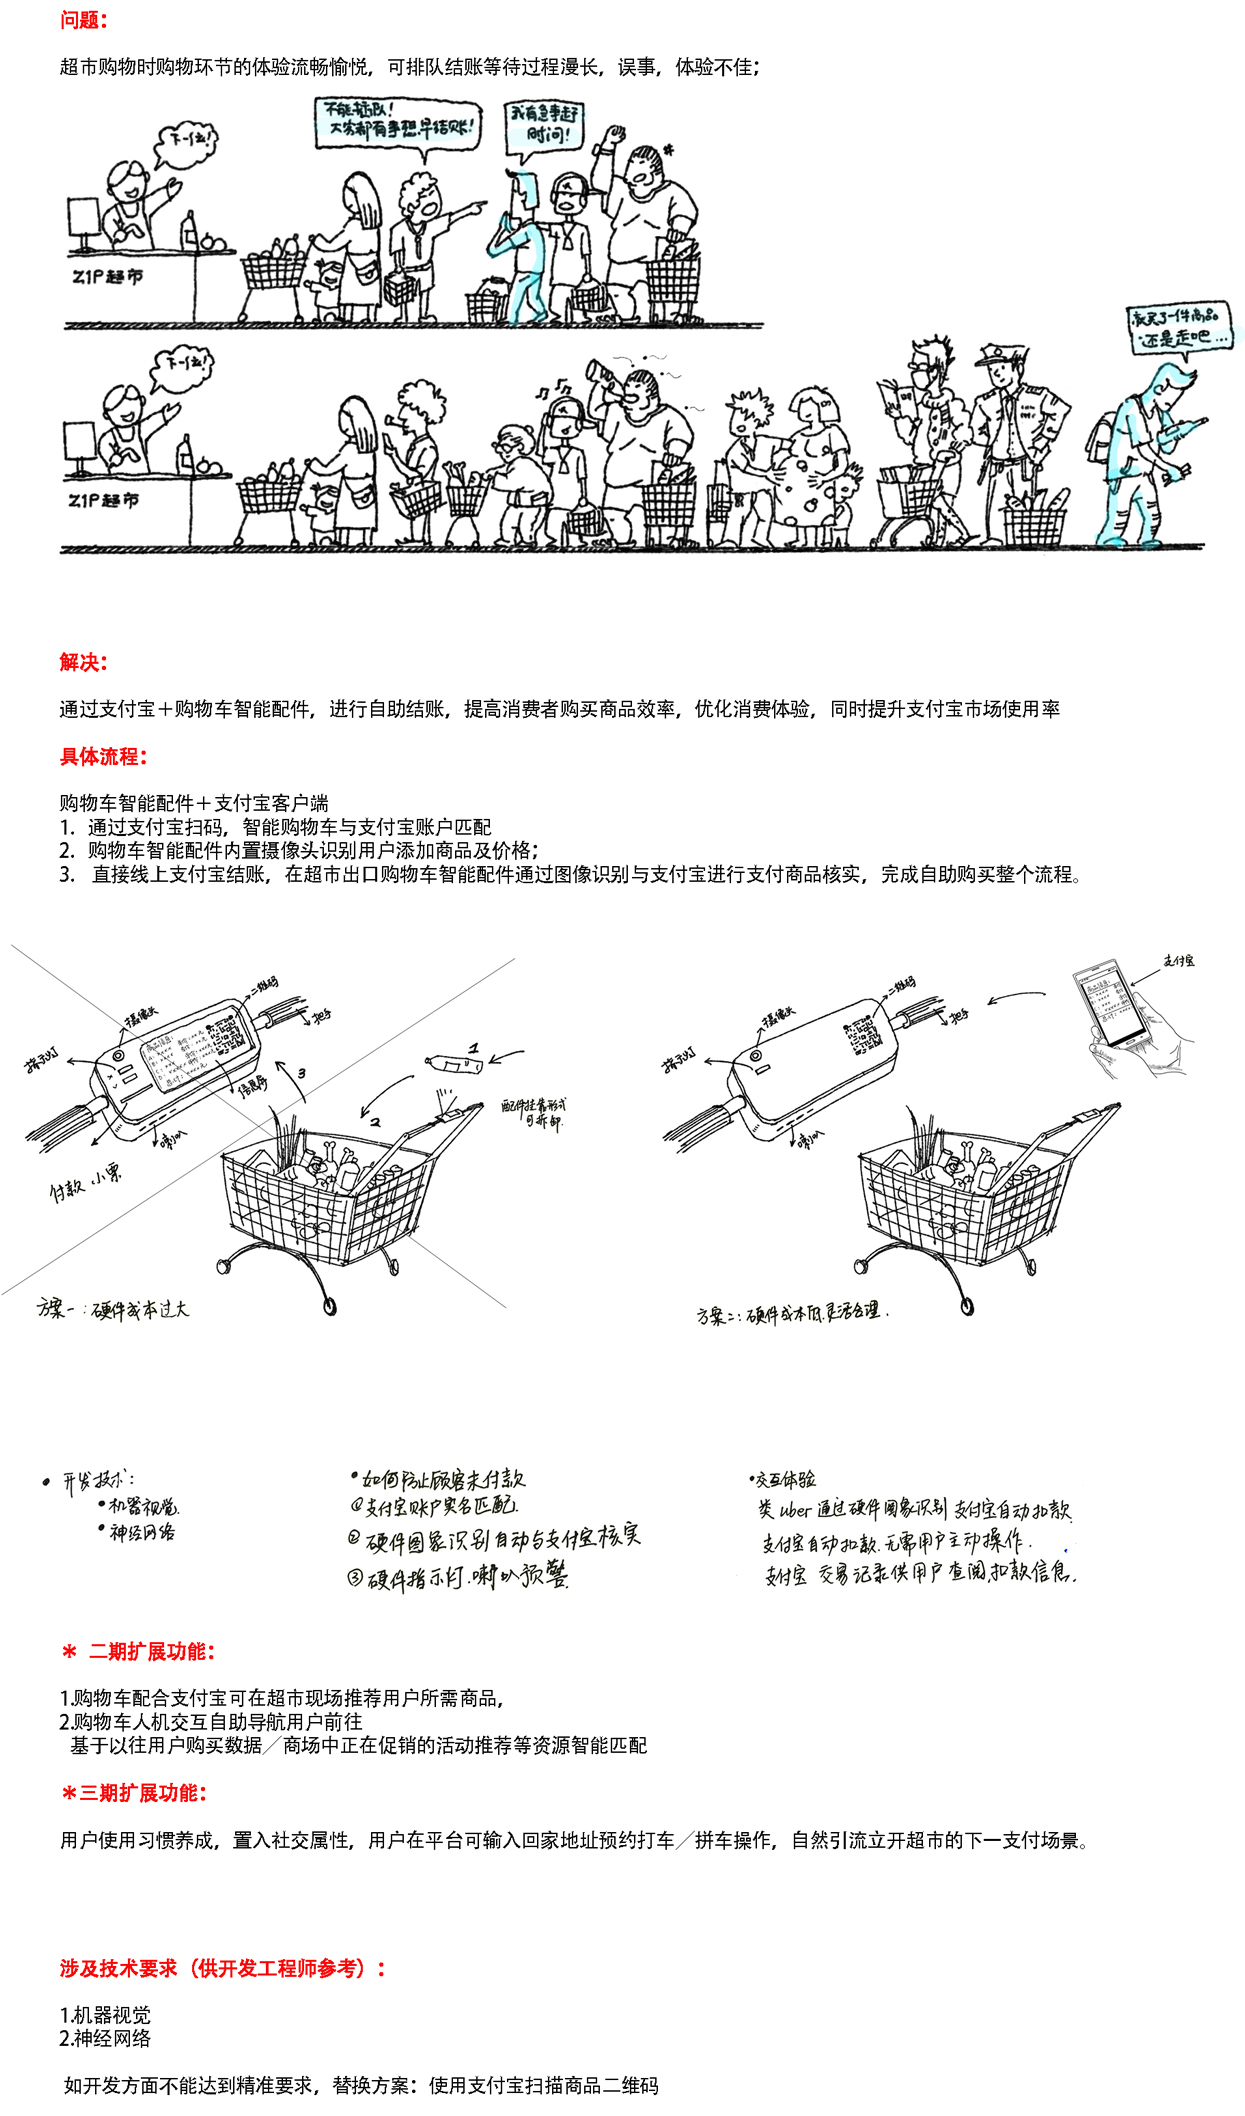 问题：
超市购物时购物环节的体验流畅愉悦，可排队结账等待过程漫长，误事，体验不佳；
下一位！
不能插队！
大家都有事想早结账！
我有急事赶
时间！
Z1P超市
就买了一件商品
还是走吧...
下一位！
Z1P超市
解决：
通过支付宝＋购物车智能配件，进行自助结账，提高消费者购买商品效率，优化消费体验，同时提升支付宝市场使用率
具体流程：
购物车智能配件＋支付宝客户端
1. 通过支付宝扫码，智能购物车与支付宝账户匹配
2. 购物车智能配件内置摄像头识别用户添加商品及价格；
3. 直接线上支付宝结账，在超市出口购物车智能配件通过图像识别与支付宝进行支付商品核实，完成自助购买整个流程。
二维码
摄像头
把手
指示灯
信息屏
喇叭
付款小票
1
2
3
配件挂靠形式
可拆卸.
方案一：硬件成本过大
支付宝
二维码
摄像头
把手
指示灯
喇叭
方案二：硬件成本低.灵活合理.
• 开发技术：
• 机器视觉.
• 神经网络
• 如何防止顾客未付款
①支付宝账户实名匹配.
② 硬件图象识别自动与支付宝核实
③硬件指示灯.喇叭预警.
•交互体验
类uber通过硬件图象识别支付宝自动扣款.
支付宝自动扣款.无需用户主动操作.
支付宝 交易记录供用户查阅.扣款信息.
＊ 二期扩展功能：
1.购物车配合支付宝可在超市现场推荐用户所需商品，
2.购物车人机交互自助导航用户前往
基于以往用户购买数据／商场中正在促销的活动推荐等资源智能匹配
＊三期扩展功能：
用户使用习惯养成，置入社交属性，用户在平台可输入回家地址预约打车／拼车操作，自然引流立开超市的下一支付场景。
涉及技术要求（供开发工程师参考）：
1.机器视觉
2.神经网络
如开发方面不能达到精准要求，替换方案：使用支付宝扫描商品二维码